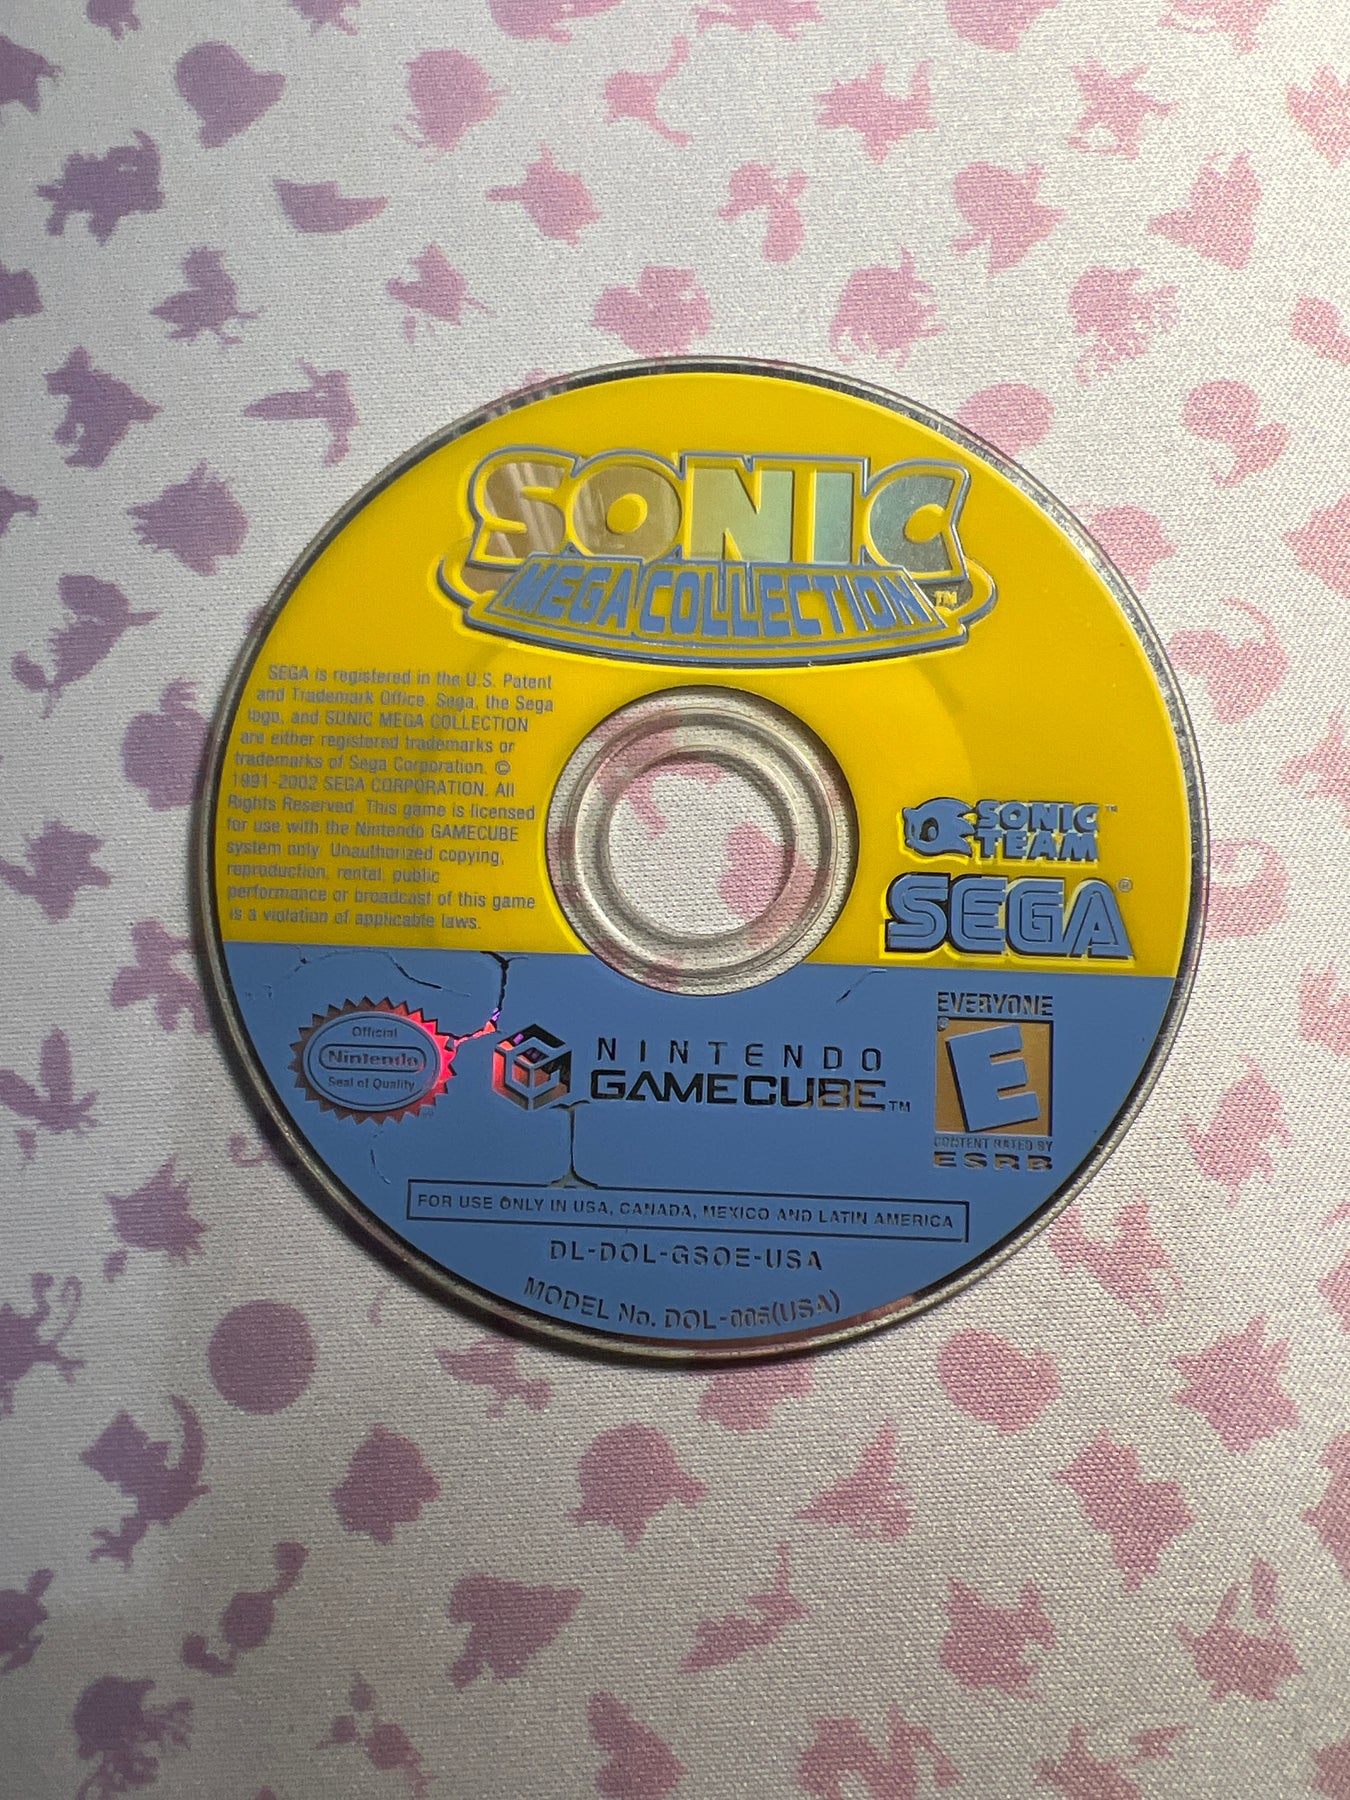 SONIC
MEGA COLLECTION™
SEGA is registered in the U.S. Patent
and Trademark Office. Sega, the Sega
logo, and SONIC MEGA COLLECTION
are either registered trademarks or
trademarks of Sega Corporation. ©
1991-2002 SEGA CORPORATION. All
Rights Reserved. This game is licensed
for use with the Nintendo GAMECUBE
system only. Unauthorized copying,
reproduction, rental, public
performance or broadcast of this game
is a violation of applicable laws.
SONIC™
TEAM
SEGA®
Official
Nintendo
Seal of Quality
NINTENDO
GAMECUBE™
EVERYONE
E
CONTENT RATED BY
ESRB
FOR USE ONLY IN USA, CANADA, MEXICO AND LATIN AMERICA
DL-DOL-GSOE-USA
MODEL No. DOL-006(USA)